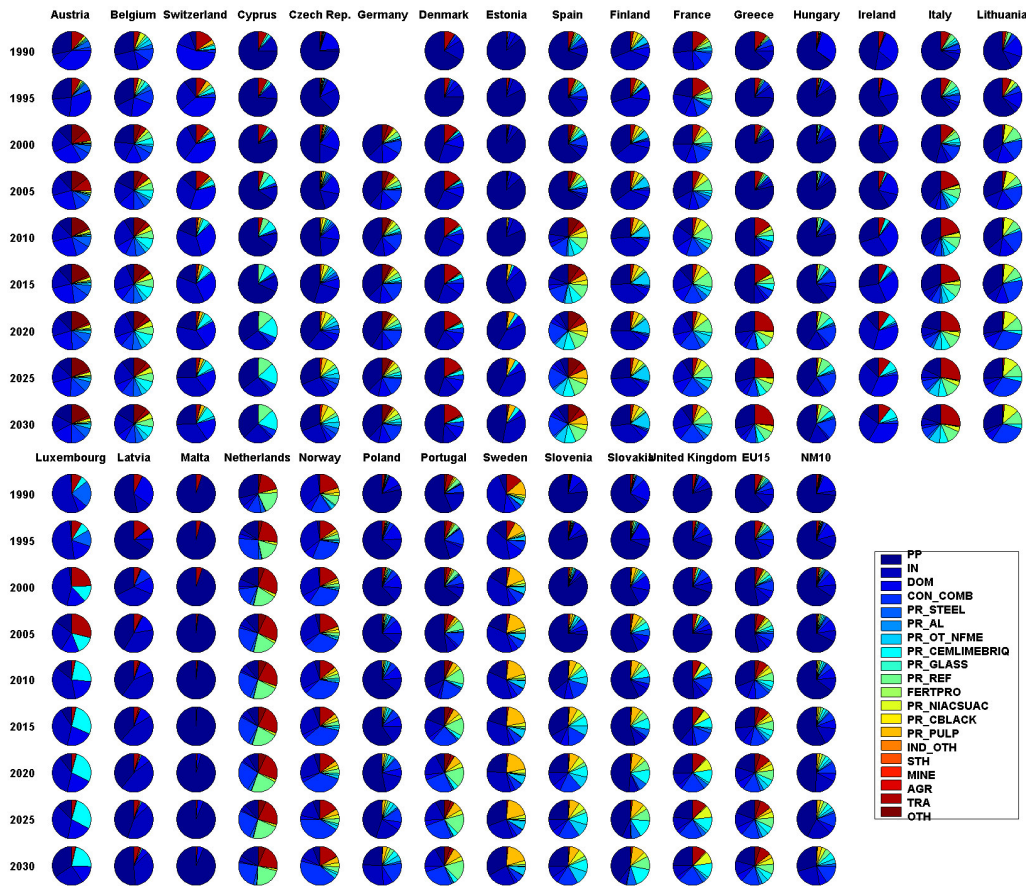 Austria Belgium Switzerland Cyprus Czech Rep. Germany Denmark Estonia Spain Finland France Greece Hungary Ireland Italy Lithuania
1990
1995
2000
2005
2010
2015
2020
2025
2030
Luxembourg Latvia Malta Netherlands Norway Poland Portugal Sweden Slovenia Slovakia United Kingdom EU15 NM10
1990
1995
2000
2005
2010
2015
2020
2025
2030
PP
IN
DOM
CON_COMB
PR_STEEL
PR_AL
PR_OT_NFME
PR_CEMLIMEBRIQ
PR_GLASS
PR_REF
FERTPRO
PR_NIACSUAC
PR_CBLACK
PR_PULP
IND_OTH
STH
MINE
AGR
TRA
OTH